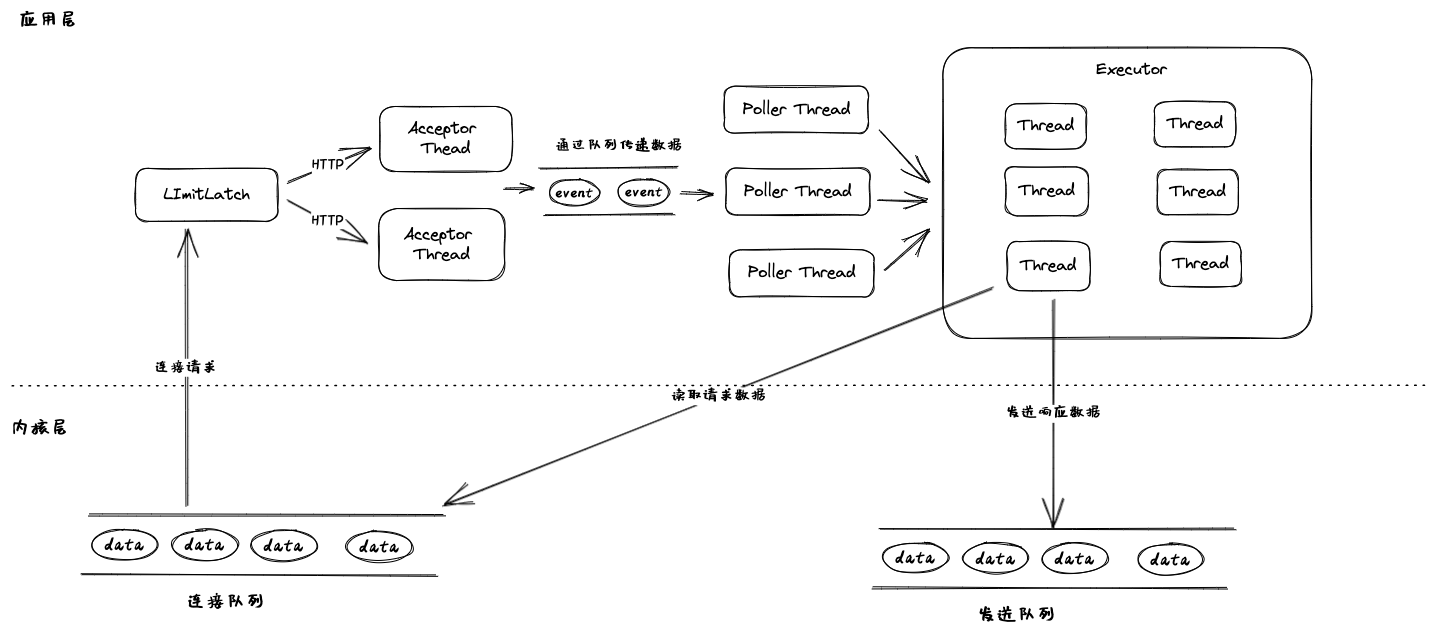 应用层
Executor
Poller Thread
Thread
Thread
Acceptor
Thead
通过队列传递数据
HTTP
LImitLatch
event
event
Poller Thread
Thread
Thread
HTTP
Acceptor
Thread
Poller Thread
Thread
Thread
连接请求
读取请求数据
发送响应数据
内核层
data
data
data
data
data
data
data
data
连接队列
发送队列